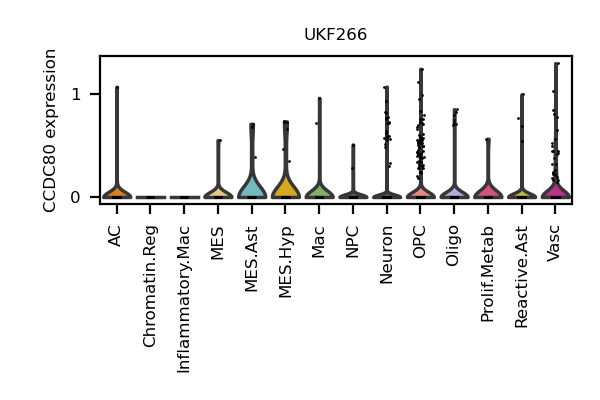 UKF266
CCDC80 expression
1
0
AC
Chromatin.Reg
Inflammatory.Mac
MES
MES.Ast
MES.Hyp
Mac
NPC
Neuron
OPC
Oligo
Prolif.Metab
Reactive.Ast
Vasc